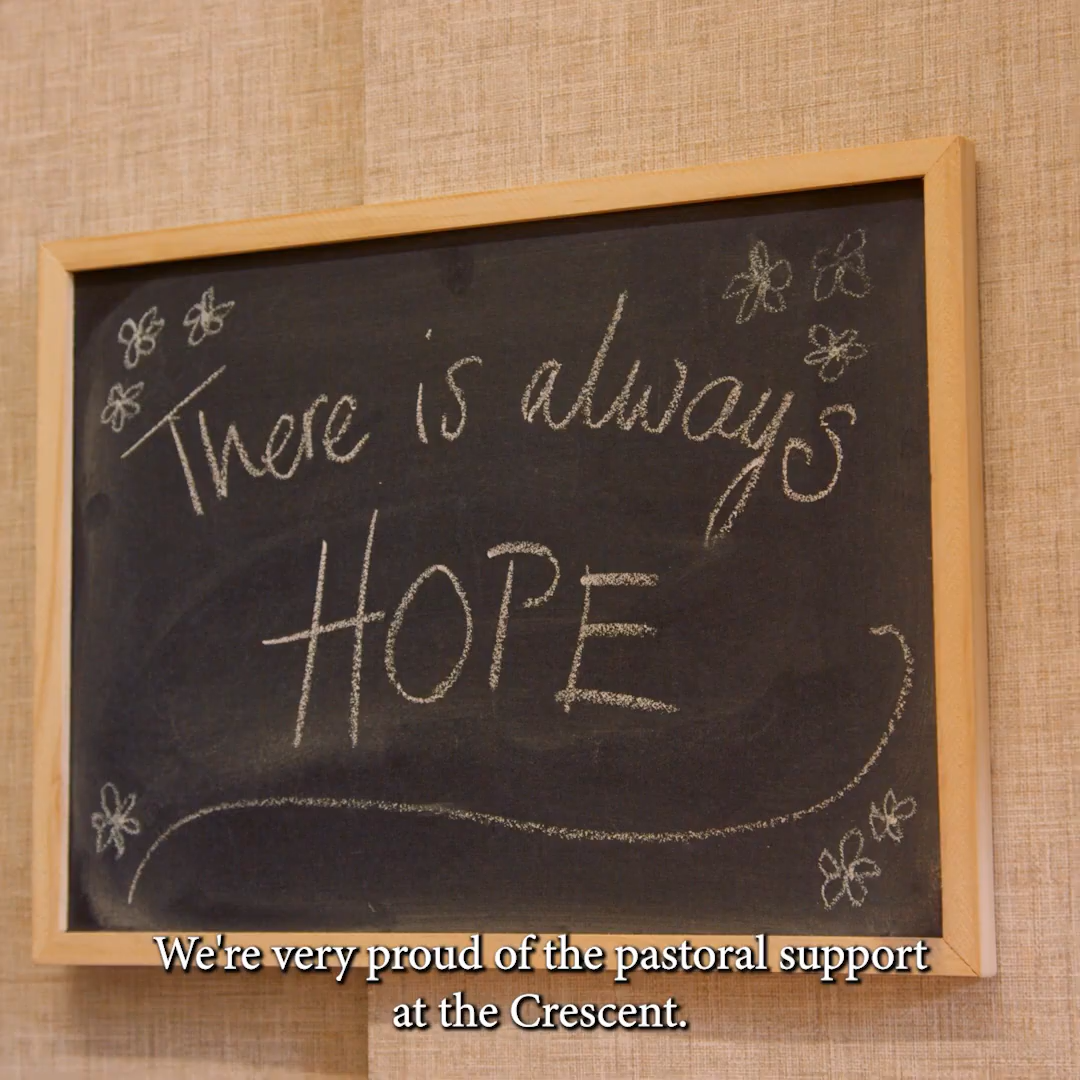 There is always
HOPE
We're very proud of the pastoral support
at the Crescent.